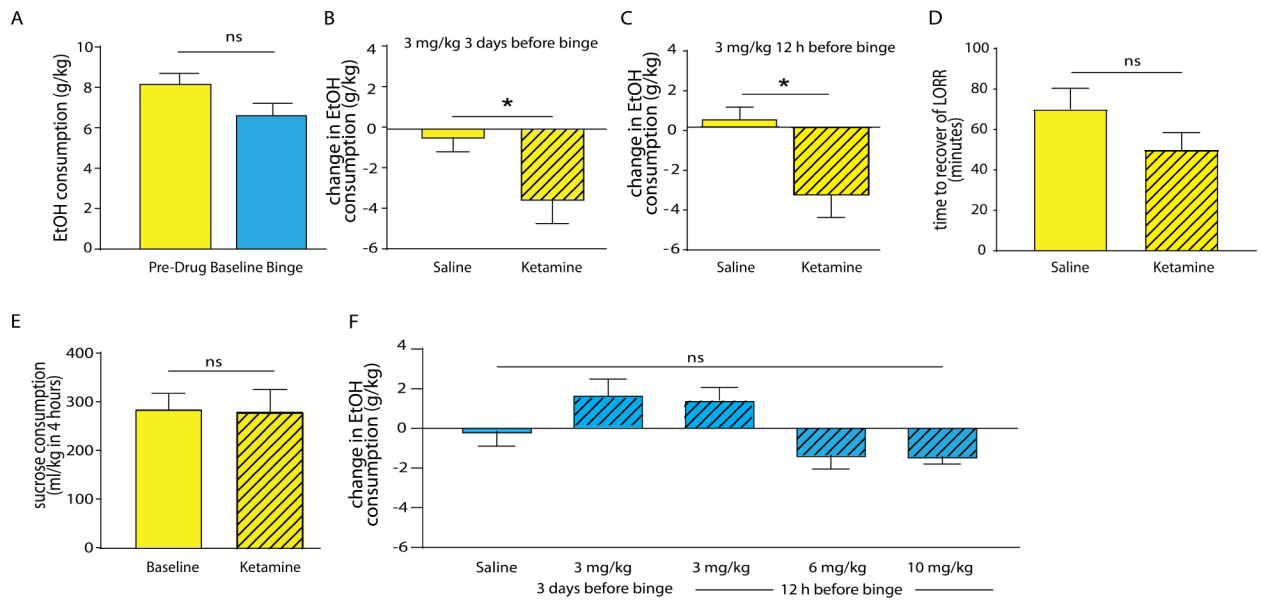 A
ns
10
8
6
4
2
0
EtOH consumption (g/kg)
Pre-Drug Baseline Binge
B
3 mg/kg 3 days before binge
*
4
2
0
-2
-4
-6
change in EtOH
consumption (g/kg)
Saline Ketamine
C
3 mg/kg 12 h before binge
*
4
2
0
-2
-4
-6
change in EtOH
consumption (g/kg)
Saline Ketamine
D
ns
100
80
60
40
20
0
time to recover of LORR
(minutes)
Saline Ketamine
E
ns
400
300
200
100
0
sucrose consumption
(ml/kg in 4 hours)
Baseline Ketamine
F
ns
4
2
0
-2
-4
-6
change in EtOH
consumption (g/kg)
Saline 3 mg/kg 3 mg/kg 6 mg/kg 10 mg/kg
3 days before binge 12 h before binge